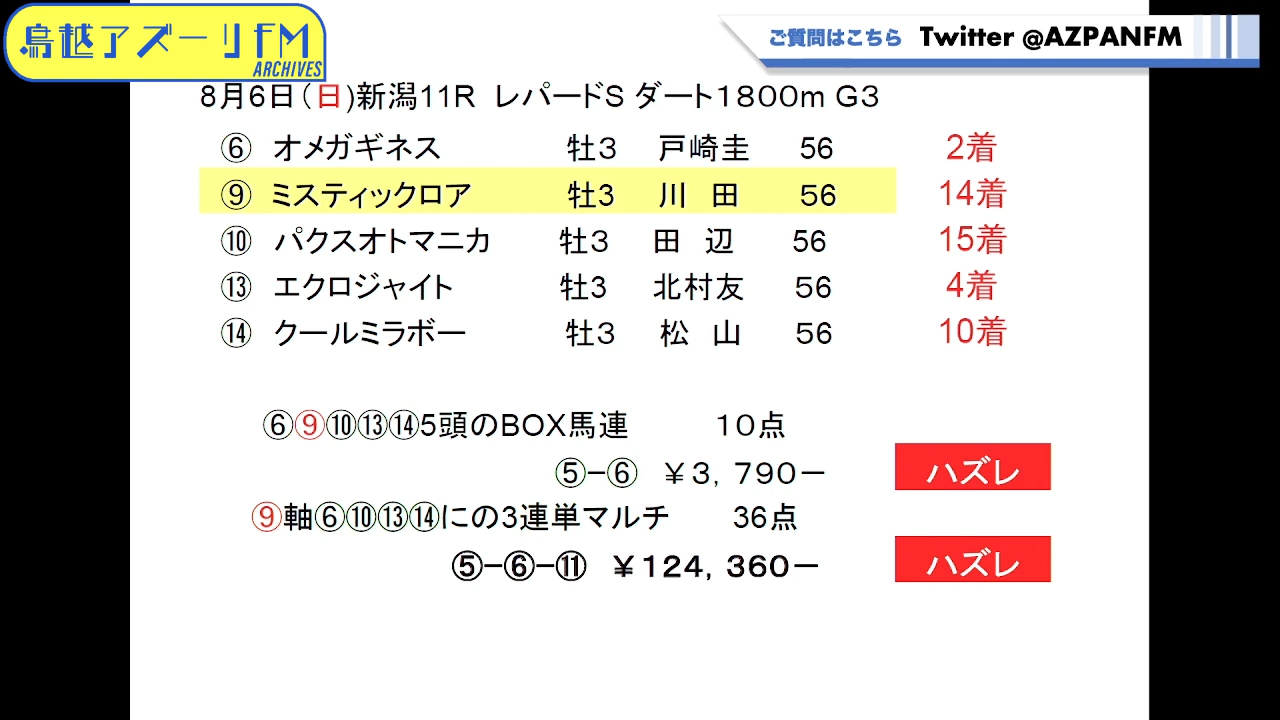 鳥越アズーリFM
ARCHIVES
ご質問はこちら Twitter @AZPANFM
8月6日(日)新潟11R レパードS ダート1800m G3
⑥ オメガギネス 牡3 戸崎圭 56 2着
⑨ ミスティックロア 牡3 川田 56 14着
⑩ パクスオトマニカ 牡3 田辺 56 15着
⑬ エクロジャイト 牡3 北村友 56 4着
⑭ クールミラボー 牡3 松山 56 10着
⑥⑨⑩⑬⑭5頭のBOX馬連 10点
⑤−⑥ ¥3,790− ハズレ
⑨軸⑥⑩⑬⑭にの3連単マルチ 36点
⑤−⑥−⑪ ¥124,360− ハズレ